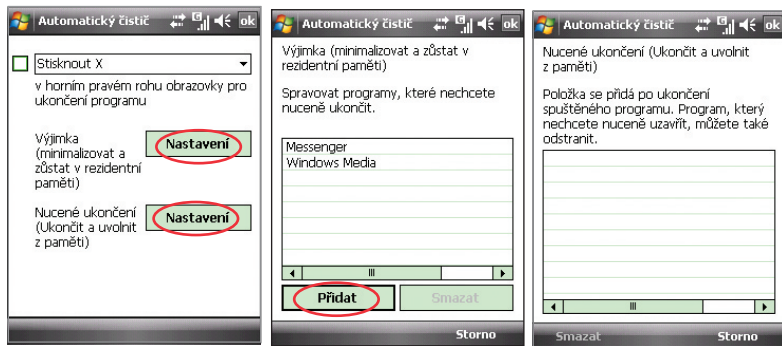 Automatický čistič
ok
Stisknout X
v horním pravém rohu obrazovky pro
ukončení programu
Výjimka
(minimalizovat a
zůstat v rezidentní
paměti)
Nastavení
Nucené ukončení
(Ukončit a uvolnit
z paměti)
Nastavení
Automatický čistič
ok
Výjimka (minimalizovat a zůstat v
rezidentní paměti)
Spravovat programy, které nechcete
nuceně ukončit.
Messenger
Windows Media
Přidat
Smazat
Storno
Automatický čistič
ok
Nucené ukončení (Ukončit a uvolnit
z paměti)
Položka se přidá po ukončení
spuštěného programu. Program, který
nechcete nuceně uzavřít, můžete také
odstranit.
Smazat
Storno